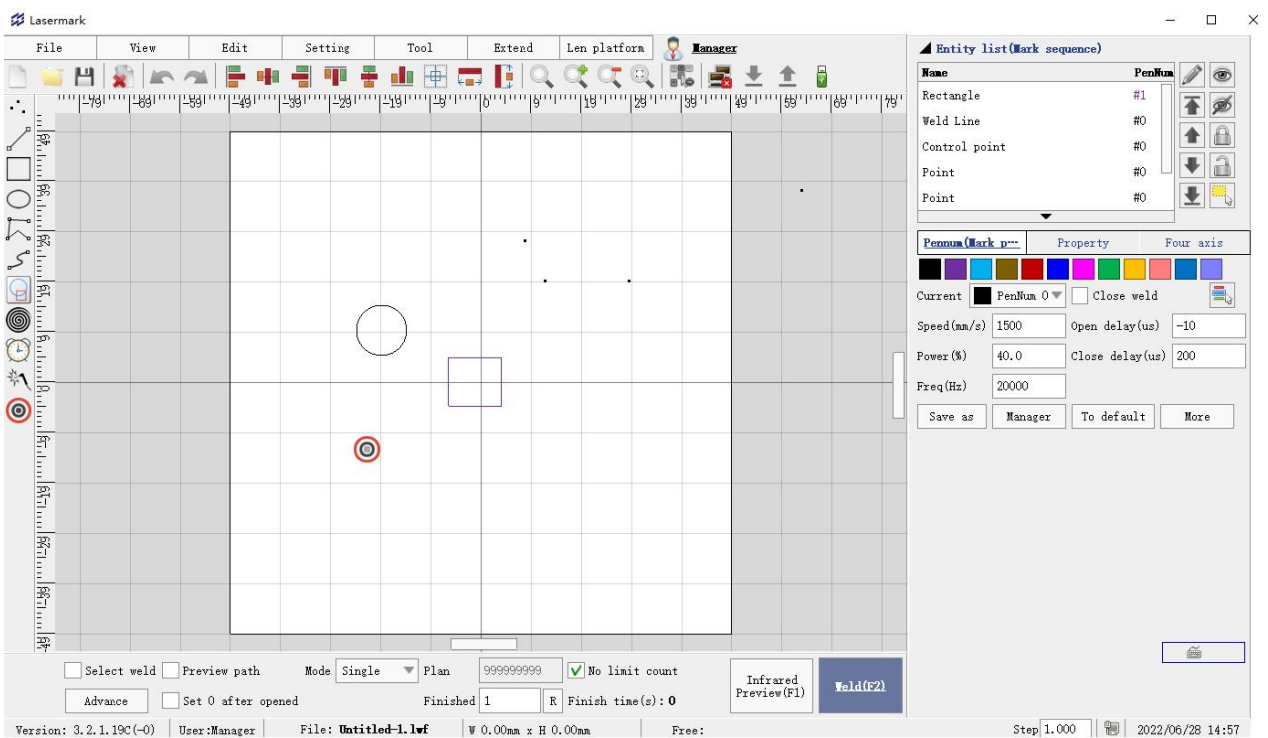 Lasermark
File View Edit Setting Tool Extend Len platform Manager
Entity list(Mark sequence)
Name PenNum
Rectangle #1
Weld Line #0
Control point #0
Point #0
Point #0
Pennum(Mark p… Property Four axis
Current PenNum 0 Close weld
Speed(mm/s) 1500 Open delay(us) -10
Power(%) 40.0 Close delay(us) 200
Freq(Hz) 20000
Save as Manager To default More
Select weld Preview path Mode Single Plan 999999999 No limit count
Infrared
Preview(F1)
Weld(F2)
Advance Set 0 after opened Finished 1 R Finish time(s):0
Version: 3.2.1.19C(-0) User:Manager File: Untitled-1.lwf W 0.00mm x H 0.00mm Free: Step 1.000 2022/06/28 14:57